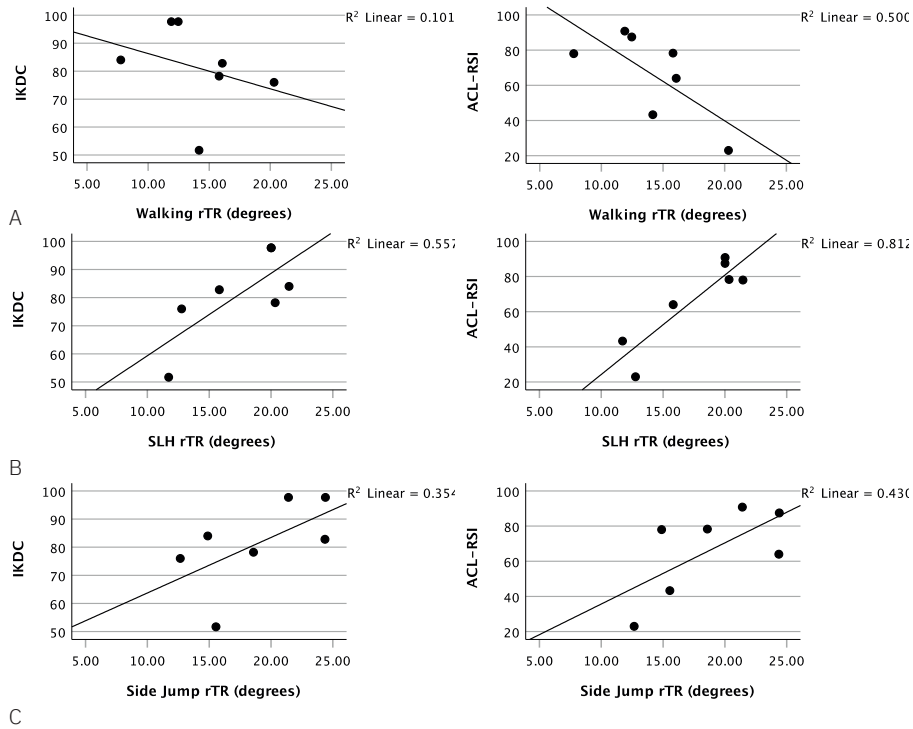 R² Linear = 0.101
100
90
80
70
60
50
IKDC
5.00 10.00 15.00 20.00 25.00
Walking rTR (degrees)
R² Linear = 0.500
100
80
60
40
20
ACL-RSI
5.00 10.00 15.00 20.00 25.00
Walking rTR (degrees)
A
R² Linear = 0.557
100
90
80
70
60
50
IKDC
5.00 10.00 15.00 20.00 25.00
SLH rTR (degrees)
R² Linear = 0.812
100
80
60
40
20
ACL-RSI
5.00 10.00 15.00 20.00 25.00
SLH rTR (degrees)
B
R² Linear = 0.354
100
90
80
70
60
50
IKDC
5.00 10.00 15.00 20.00 25.00
Side Jump rTR (degrees)
R² Linear = 0.430
100
80
60
40
20
ACL-RSI
5.00 10.00 15.00 20.00 25.00
Side Jump rTR (degrees)
C